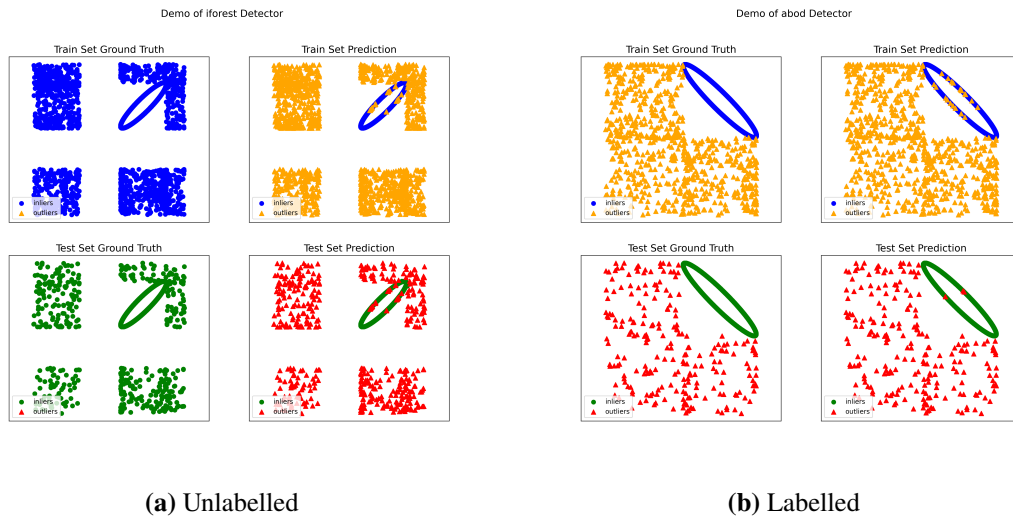 Demo of iforest Detector
Train Set Ground Truth
Train Set Prediction
inliers
outliers
inliers
outliers
Test Set Ground Truth
Test Set Prediction
inliers
outliers
inliers
outliers
(a) Unlabelled
Demo of abod Detector
Train Set Ground Truth
Train Set Prediction
inliers
outliers
inliers
outliers
Test Set Ground Truth
Test Set Prediction
inliers
outliers
inliers
outliers
(b) Labelled